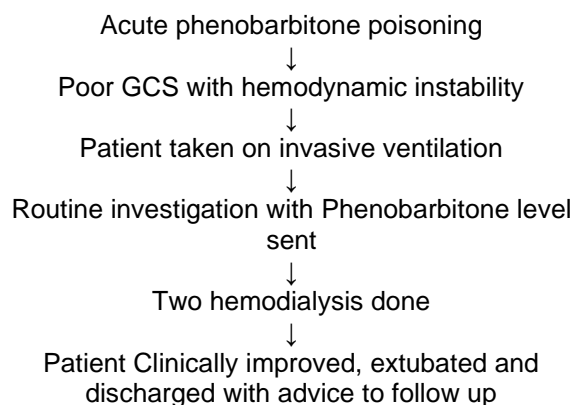 Acute phenobarbitone poisoning
↓
Poor GCS with hemodynamic instability
↓
Patient taken on invasive ventilation
↓
Routine investigation with Phenobarbitone level
sent
↓
Two hemodialysis done
↓
Patient Clinically improved, extubated and
discharged with advice to follow up